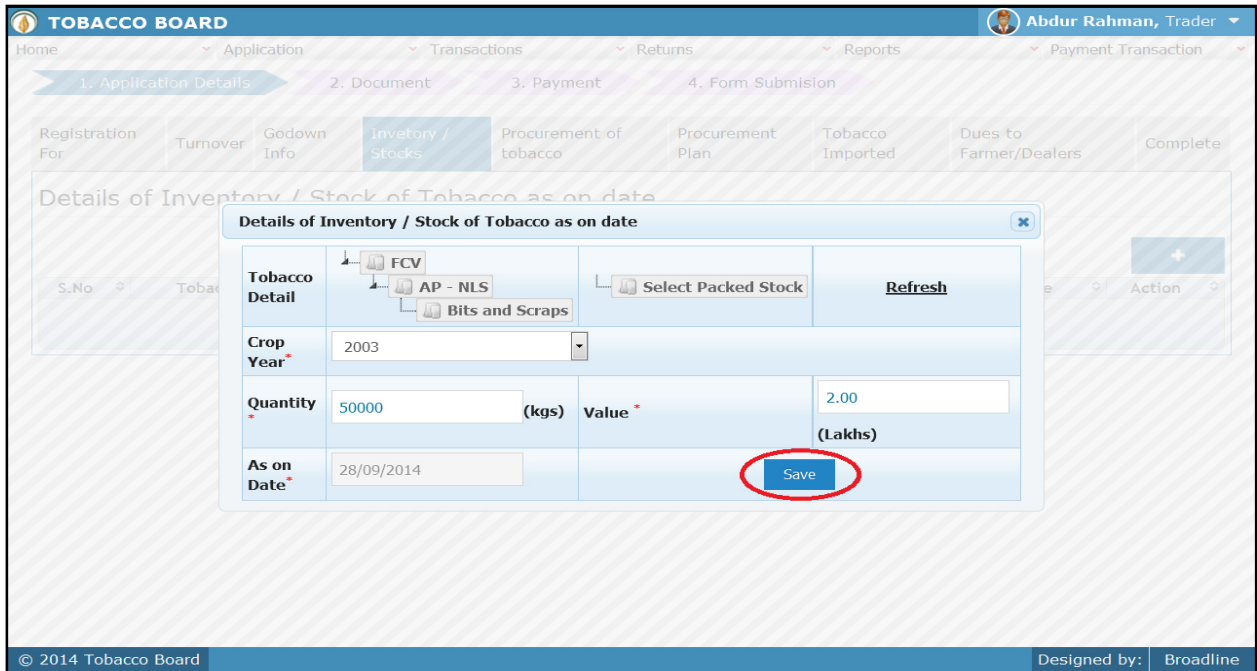 TOBACCO BOARD
Abdur Rahman, Trader
Home Application Transactions Returns Reports Payment Transaction
1. Application Details 2. Document 3. Payment 4. Form Submision
Registration For
Turnover
Godown Info
Invetory / Stocks
Procurement of tobacco
Procurement Plan
Tobacco Imported
Dues to Farmer/Dealers
Complete
Details of Inventory / Stock of Tobacco as on date
+
S.No
Action
Details of Inventory / Stock of Tobacco as on date
Tobacco Detail
FCV
AP - NLS
Bits and Scraps
Select Packed Stock
Refresh
Crop Year*
2003
Quantity *
50000 (kgs)
Value *
2.00
(Lakhs)
As on Date*
28/09/2014
Save
© 2014 Tobacco Board
Designed by: Broadline